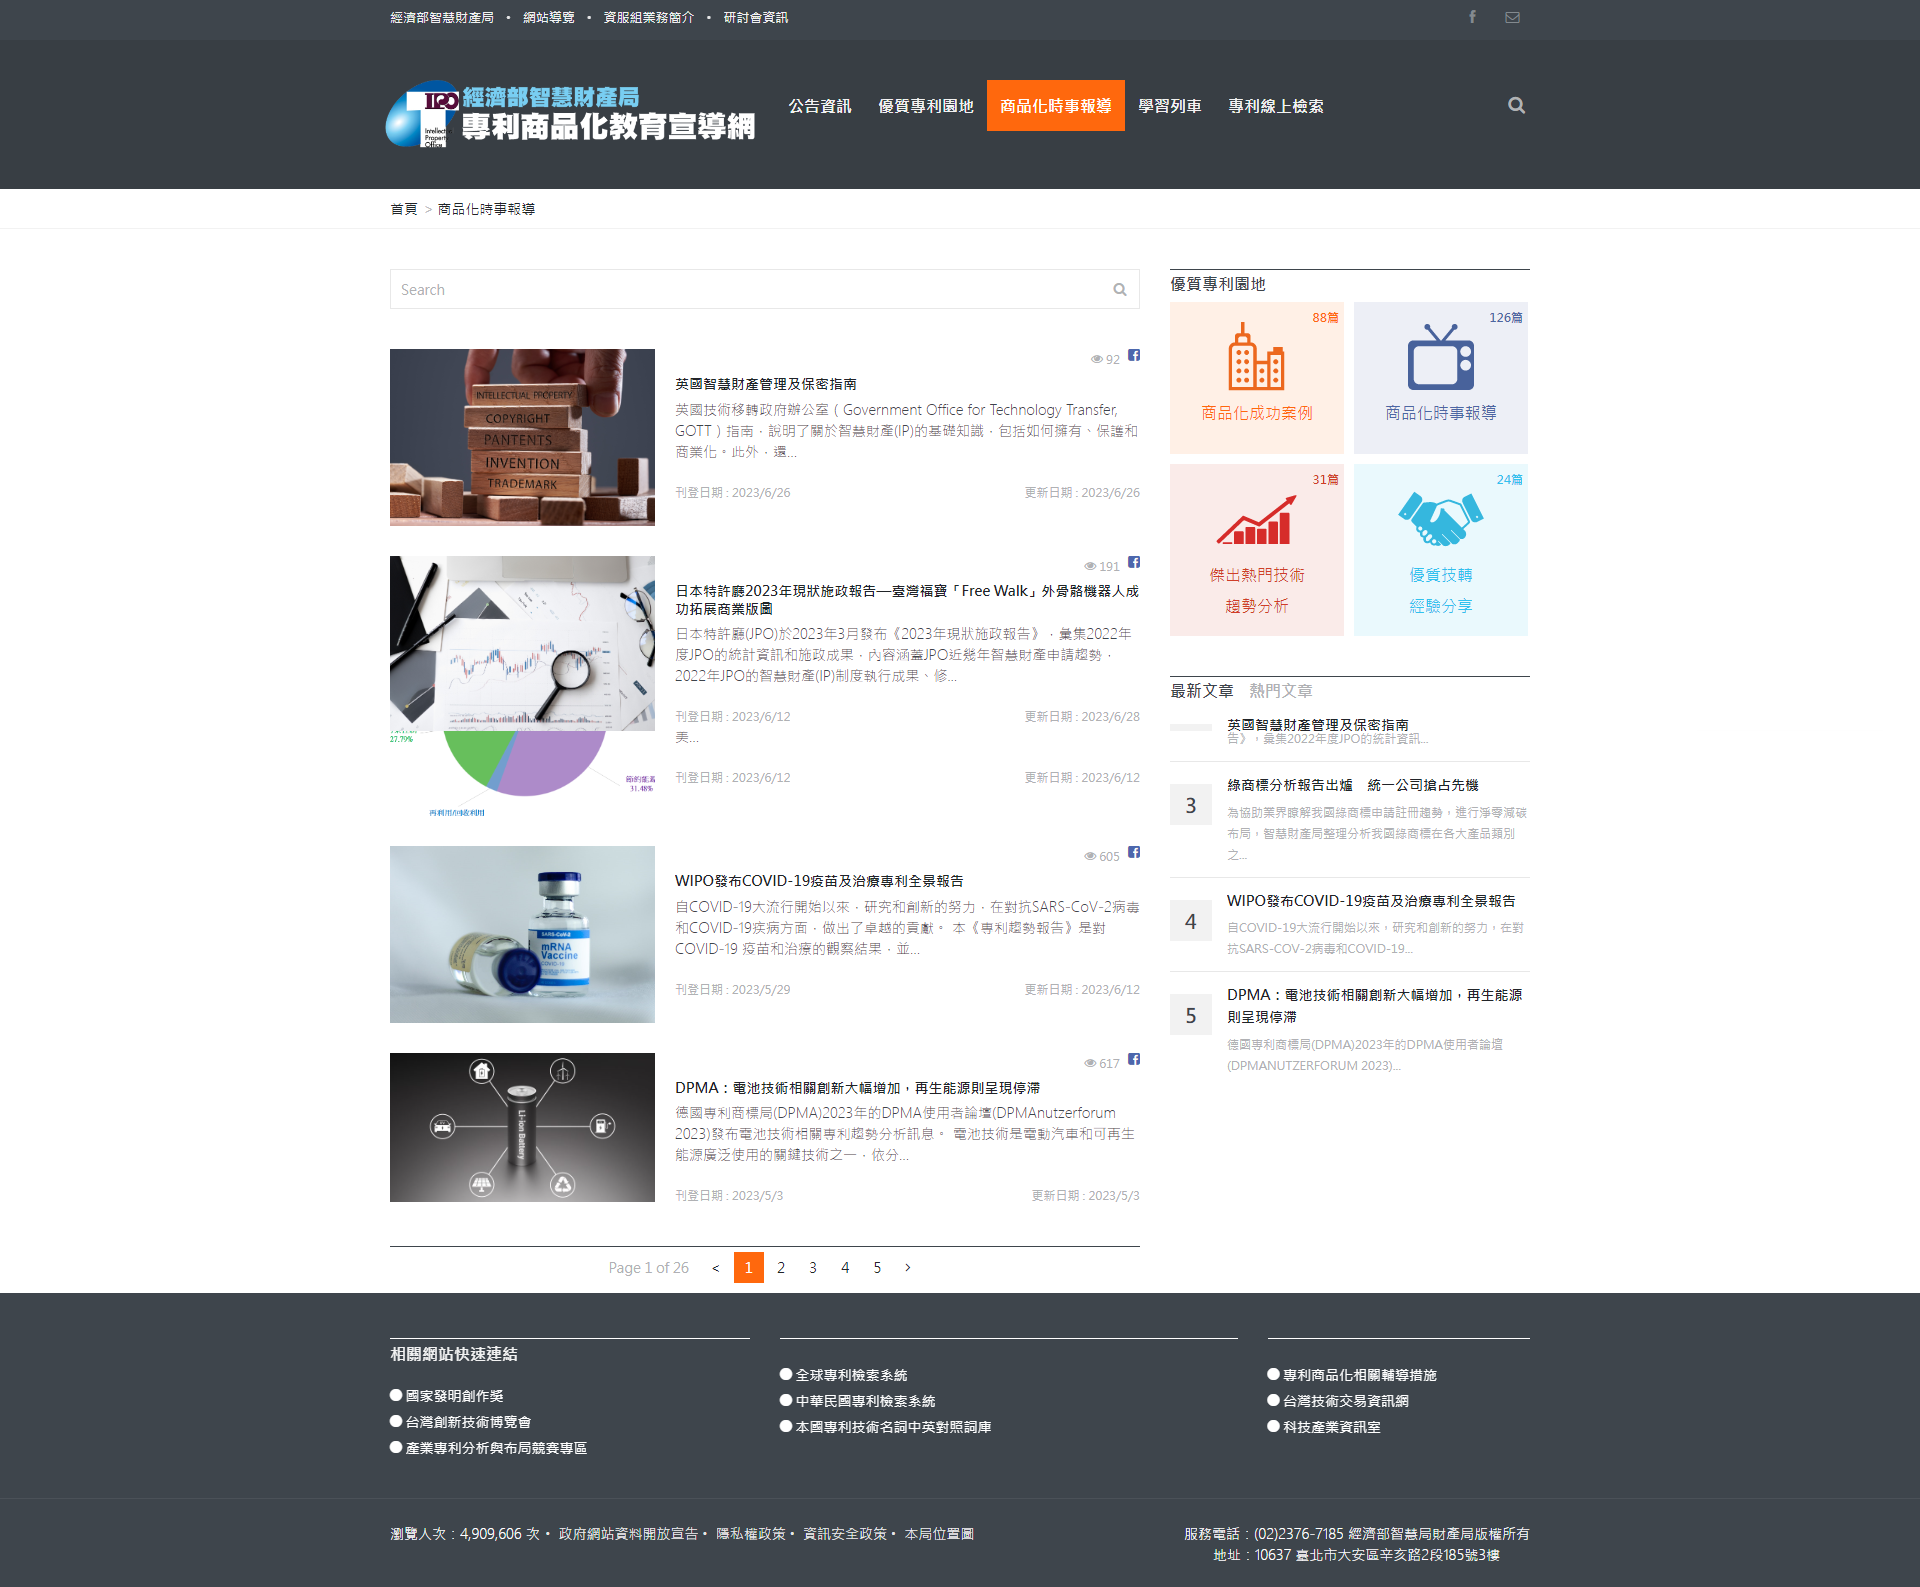 經濟部智慧財產局 • 網站導覽 • 資服組業務簡介 • 研討會資訊
TIPO 經濟部智慧財產局
專利商品化教育宣導網
Intellectual
Property
Office
公告資訊 優質專利園地 商品化時事報導 學習列車 專利線上檢索
首頁 > 商品化時事報導
Search
INTELLECTUAL PROPERTY
COPYRIGHT
PANTENTS
INVENTION
TRADEMARK
92
英國智慧財產管理及保密指南
英國技術移轉政府辦公室 ( Government Office for Technology Transfer,
GOTT ) 指南，說明了關於智慧財產(IP)的基礎知識，包括如何擁有、保護和
商業化。此外，還...
刊登日期 : 2023/6/26 更新日期 : 2023/6/26
191
日本特許廳2023年現狀施政報告—臺灣福寶「Free Walk」外骨骼機器人成
功拓展商業版圖
日本特許廳(JPO)於2023年3月發布《2023年現狀施政報告》，彙集2022年
度JPO的統計資訊和施政成果，內容涵蓋JPO近幾年智慧財產申請趨勢，
2022年JPO的智慧財產(IP)制度執行成果、修...
刊登日期 : 2023/6/12 更新日期 : 2023/6/28
27.79%
節約能源
31.48%
再利用/回收利用
美...
刊登日期 : 2023/6/12 更新日期 : 2023/6/12
SARS-CoV-2
mRNA
Vaccine
COVID-19
605
WIPO發布COVID-19疫苗及治療專利全景報告
自COVID-19大流行開始以來，研究和創新的努力，在對抗SARS-CoV-2病毒
和COVID-19疾病方面，做出了卓越的貢獻。 本《專利趨勢報告》是對
COVID-19 疫苗和治療的觀察結果，並...
刊登日期 : 2023/5/29 更新日期 : 2023/6/12
Li-ion Battery
617
DPMA：電池技術相關創新大幅增加，再生能源則呈現停滯
德國專利商標局(DPMA)2023年的DPMA使用者論壇(DPMAnutzerforum
2023)發布電池技術相關專利趨勢分析訊息。 電池技術是電動汽車和可再生
能源廣泛使用的關鍵技術之一，依分...
刊登日期 : 2023/5/3 更新日期 : 2023/5/3
Page 1 of 26 < 1 2 3 4 5 >
優質專利園地
88篇
商品化成功案例
126篇
商品化時事報導
31篇
傑出熱門技術
趨勢分析
24篇
優質技轉
經驗分享
最新文章 熱門文章
英國智慧財產管理及保密指南
告》，彙集2022年度JPO的統計資訊...
3
綠商標分析報告出爐 統一公司搶占先機
為協助業界瞭解我國綠商標申請註冊趨勢，進行淨零減碳
布局，智慧財產局整理分析我國綠商標在各大產品類別
之...
4
WIPO發布COVID-19疫苗及治療專利全景報告
自COVID-19大流行開始以來，研究和創新的努力，在對
抗SARS-COV-2病毒和COVID-19...
5
DPMA：電池技術相關創新大幅增加，再生能源
則呈現停滯
德國專利商標局(DPMA)2023年的DPMA使用者論壇
(DPMANUTZERFORUM 2023)...
相關網站快速連結
國家發明創作獎
台灣創新技術博覽會
產業專利分析與布局競賽專區
全球專利檢索系統
中華民國專利檢索系統
本國專利技術名詞中英對照詞庫
專利商品化相關輔導措施
台灣技術交易資訊網
科技產業資訊室
瀏覽人次 : 4,909,606 次 • 政府網站資料開放宣告 • 隱私權政策 • 資訊安全政策 • 本局位置圖
服務電話 : (02)2376-7185 經濟部智慧局財產局版權所有
地址 : 10637 臺北市大安區辛亥路2段185號3樓